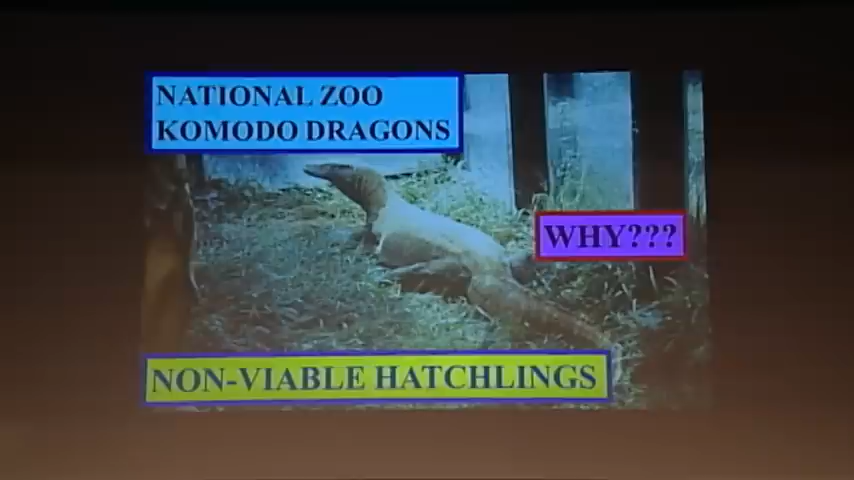 NATIONAL ZOO
KOMODO DRAGONS
WHY???
NON-VIABLE HATCHLINGS